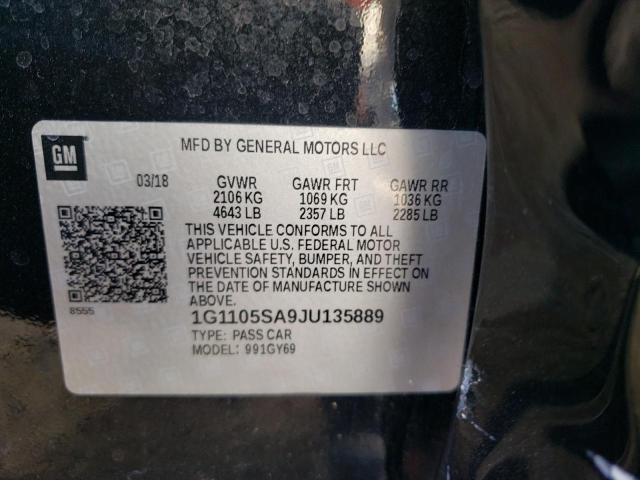 GM
MFD BY GENERAL MOTORS LLC
03/18 GVWR GAWR FRT GAWR RR
2106 KG 1069 KG 1036 KG
4643 LB 2357 LB 2285 LB
THIS VEHICLE CONFORMS TO ALL
APPLICABLE U.S. FEDERAL MOTOR
VEHICLE SAFETY, BUMPER, AND THEFT
PREVENTION STANDARDS IN EFFECT ON
THE DATE OF MANUFACTURE SHOWN
ABOVE.
8555
1G1105SA9JU135889
TYPE: PASS CAR
MODEL: 991GY69